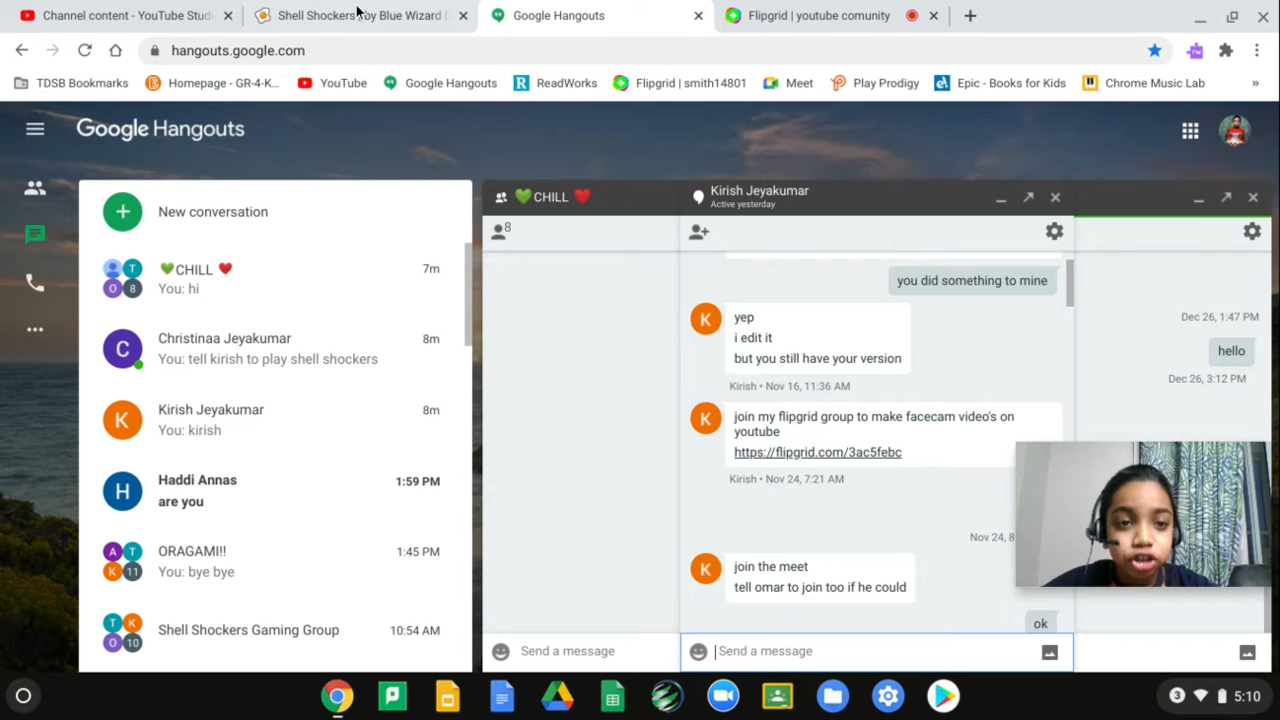 Channel content - YouTube Studi
Shell Shockers
by Blue Wizard D
Google Hangouts
Flipgrid | youtube comunity
hangouts.google.com
TDSB Bookmarks
Homepage - GR-4-K...
YouTube
Google Hangouts
ReadWorks
Flipgrid | smith14801
Meet
Play Prodigy
Epic - Books for Kids
Chrome Music Lab
»
Google Hangouts
New conversation
💚CHILL ❤️
7m
You: hi
T
O
8
Christinaa Jeyakumar
8m
You: tell kirish to play shell shockers
C
Kirish Jeyakumar
8m
You: kirish
K
Haddi Annas
1:59 PM
are you
H
ORAGAMI!!
1:45 PM
You: bye bye
A
T
K
11
Shell Shockers Gaming Group
10:54 AM
T
K
O
10
💚CHILL ❤️
8
Send a message
Kirish Jeyakumar
Active yesterday
you did something to mine
K
yep
i edit it
but you still have your version
Kirish • Nov 16, 11:36 AM
K
join my flipgrid group to make facecam video's on
youtube
https://flipgrid.com/3ac5febc
Kirish • Nov 24, 7:21 AM
Nov 24, 8
K
join the meet
tell omar to join too if he could
ok
Send a message
Dec 26, 1:47 PM
hello
Dec 26, 3:12 PM
3
5:10